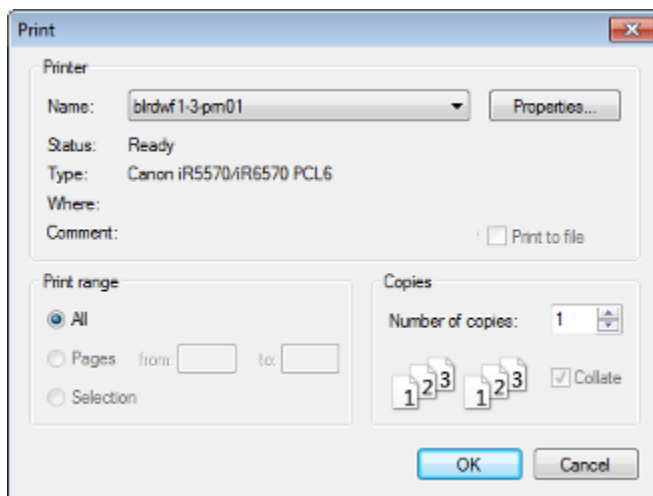 Print
Printer
Name: blrdwf1-3-prn01 Properties...
Status: Ready
Type: Canon iR5570/iR6570 PCL6
Where:
Comment: Print to file
Print range
All
Pages from: to:
Selection
Copies
Number of copies: 1
1 2 3 1 2 3 Collate
OK Cancel